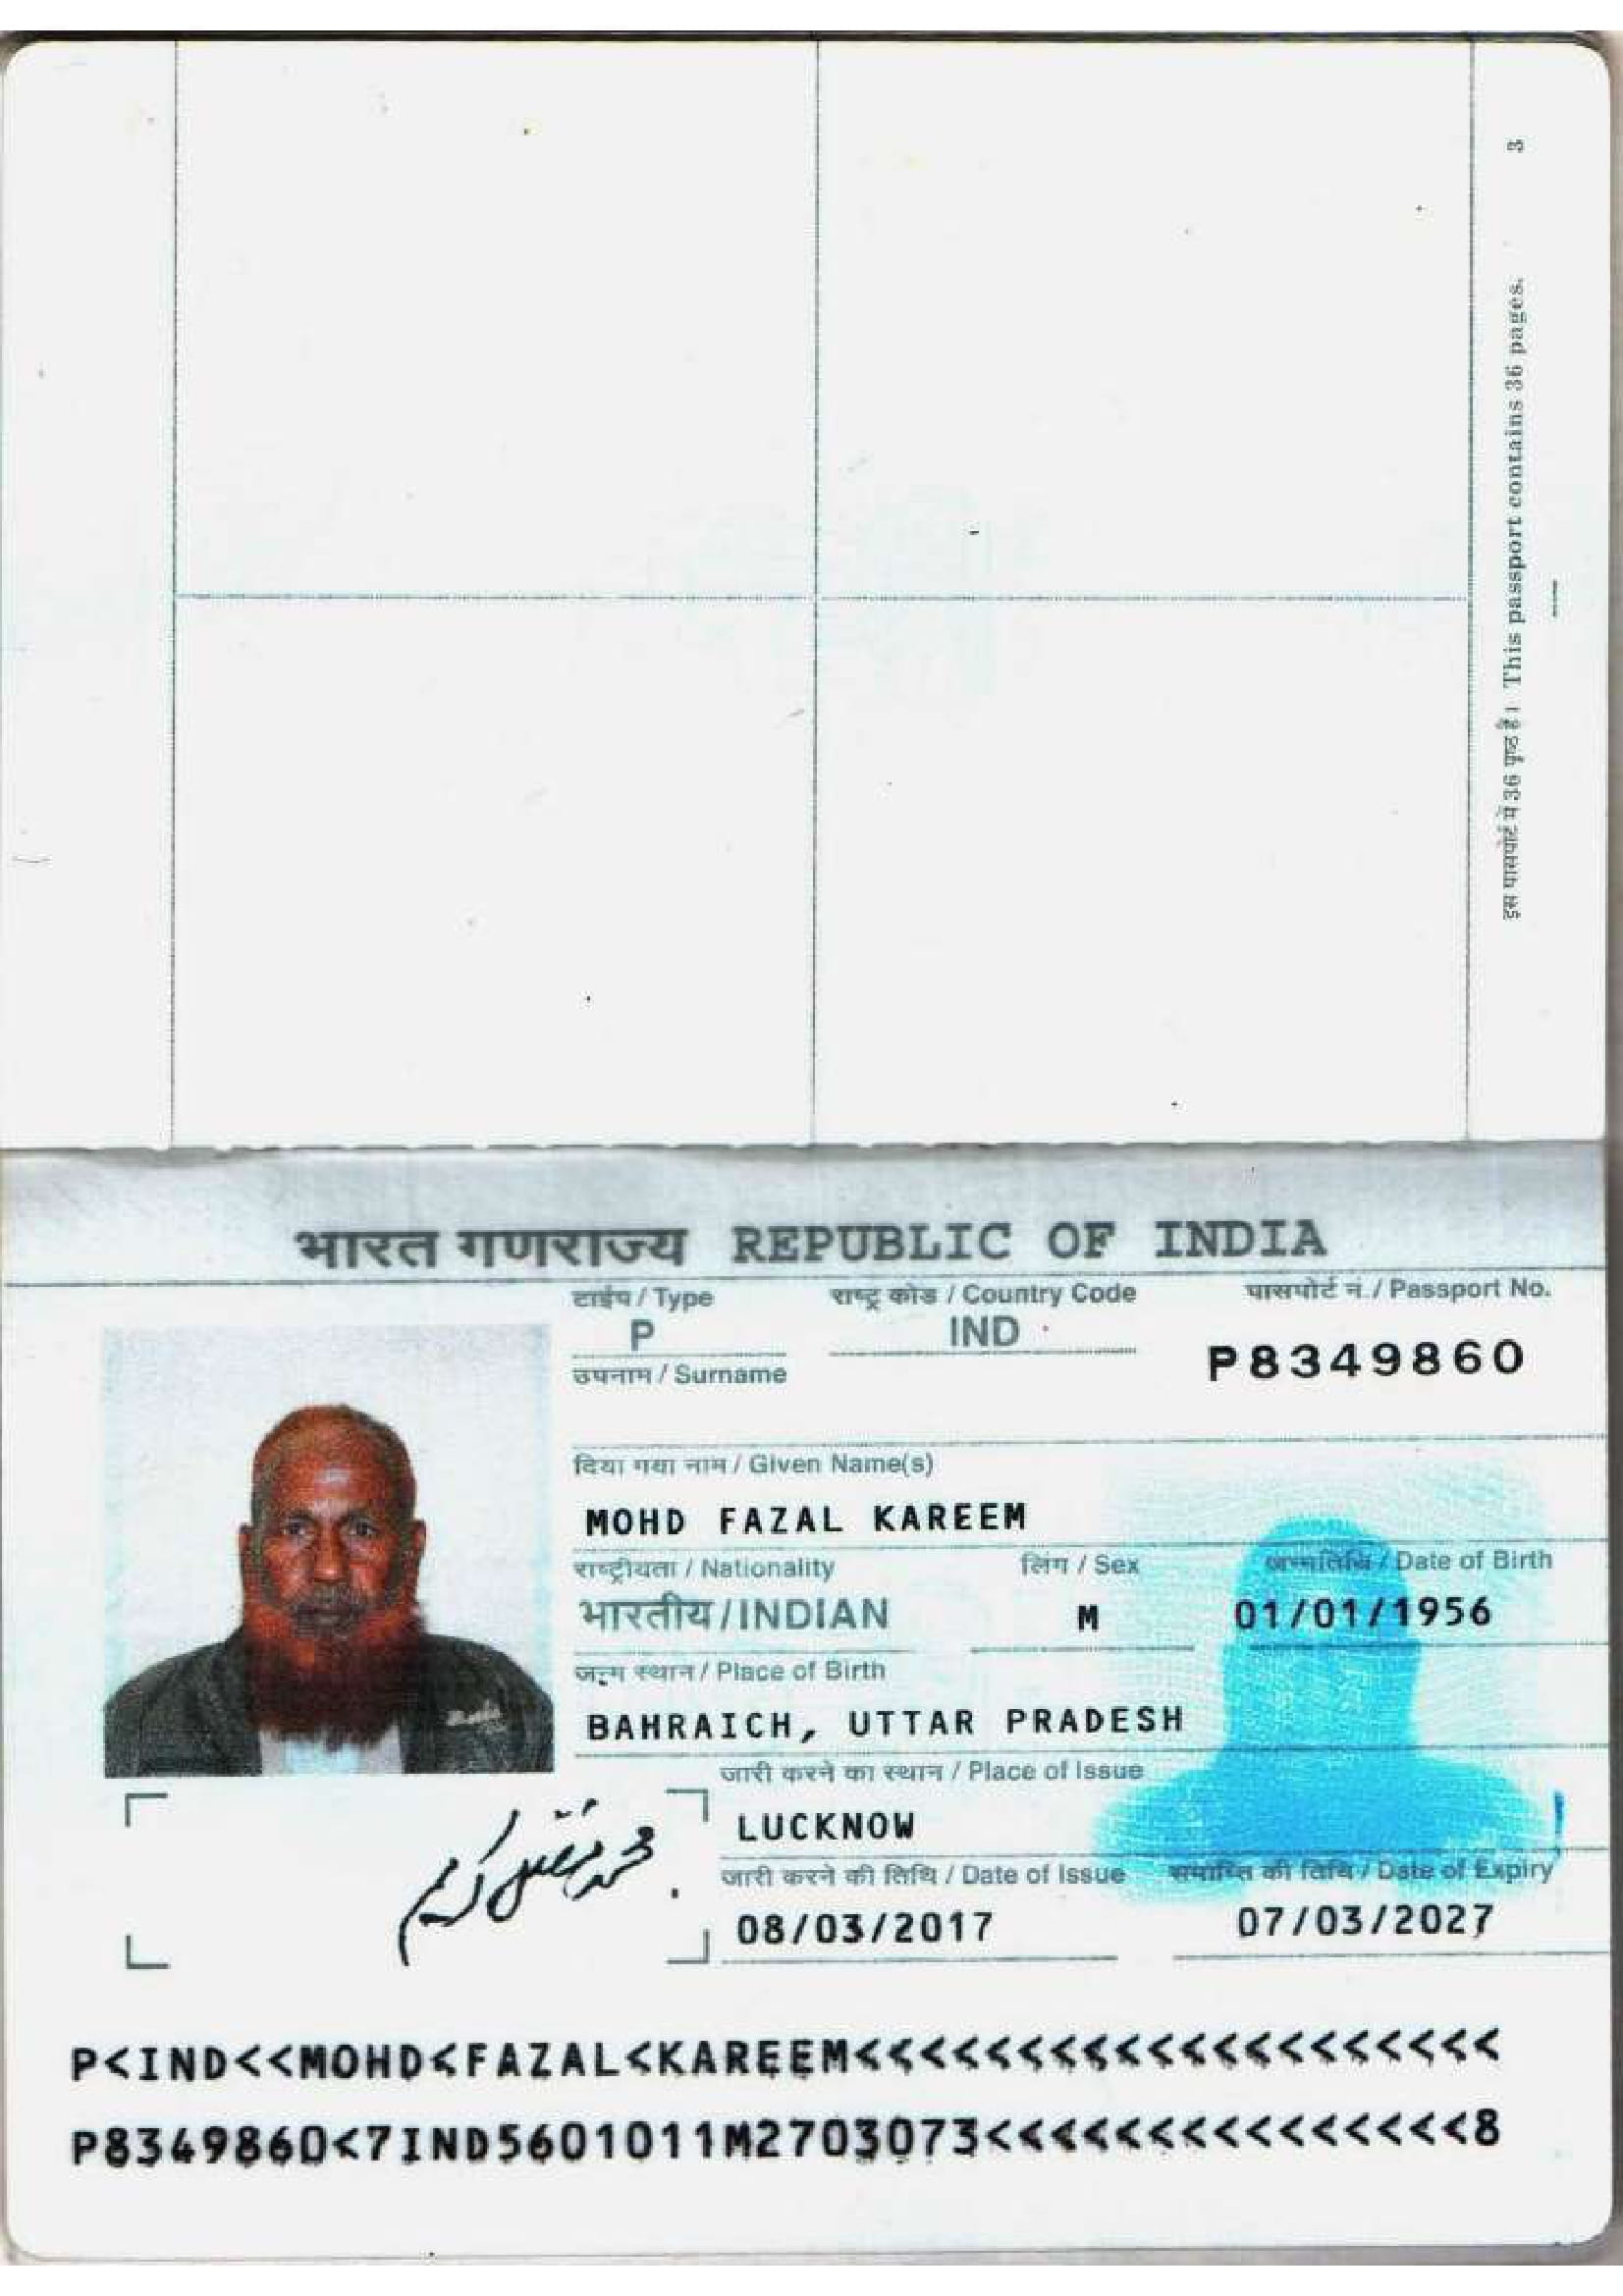 3
इस पासपोर्ट में 36 पृष्ठ हैं। This passport contains 36 pages.
भारत गणराज्य REPUBLIC OF INDIA
टाईप / Type राष्ट्र कोड / Country Code पासपोर्ट नं. / Passport No.
P IND P8349860
उपनाम / Surname
दिया गया नाम / Given Name(s)
MOHD FAZAL KAREEM
राष्ट्रीयता / Nationality लिंग / Sex जन्मतिथि / Date of Birth
भारतीय / INDIAN M 01/01/1956
जन्म स्थान / Place of Birth
BAHRAICH, UTTAR PRADESH
जारी करने का स्थान / Place of Issue
LUCKNOW
जारी करने की तिथि / Date of Issue समाप्ति की तिथि / Date of Expiry
08/03/2017 07/03/2027
P<IND<<MOHD<FAZAL<KAREEM<<<<<<<<<<<<<<<<<<<<
P8349860<7IND5601011M2703073<<<<<<<<<<<<<<<8